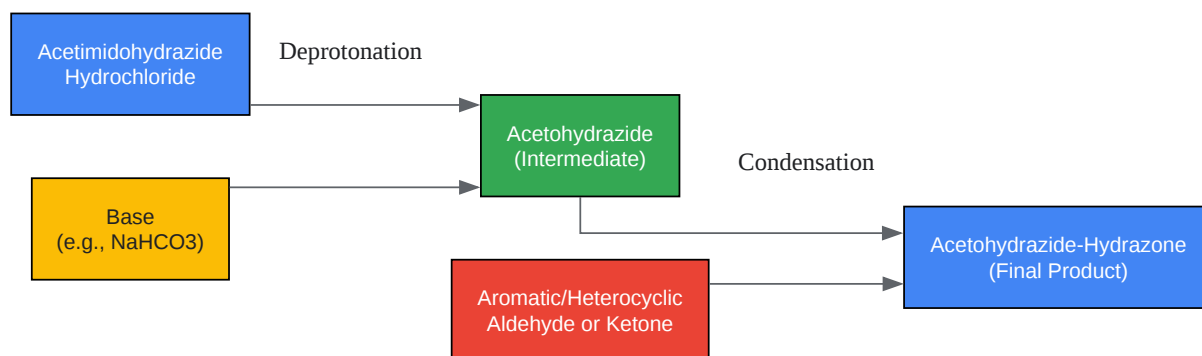 Acetimidohydrazide
Hydrochloride
Deprotonation
Acetohydrazide
(Intermediate)
Condensation
Base
(e.g., NaHCO3)
Acetohydrazide-Hydrazone
(Final Product)
Aromatic/Heterocyclic
Aldehyde or Ketone